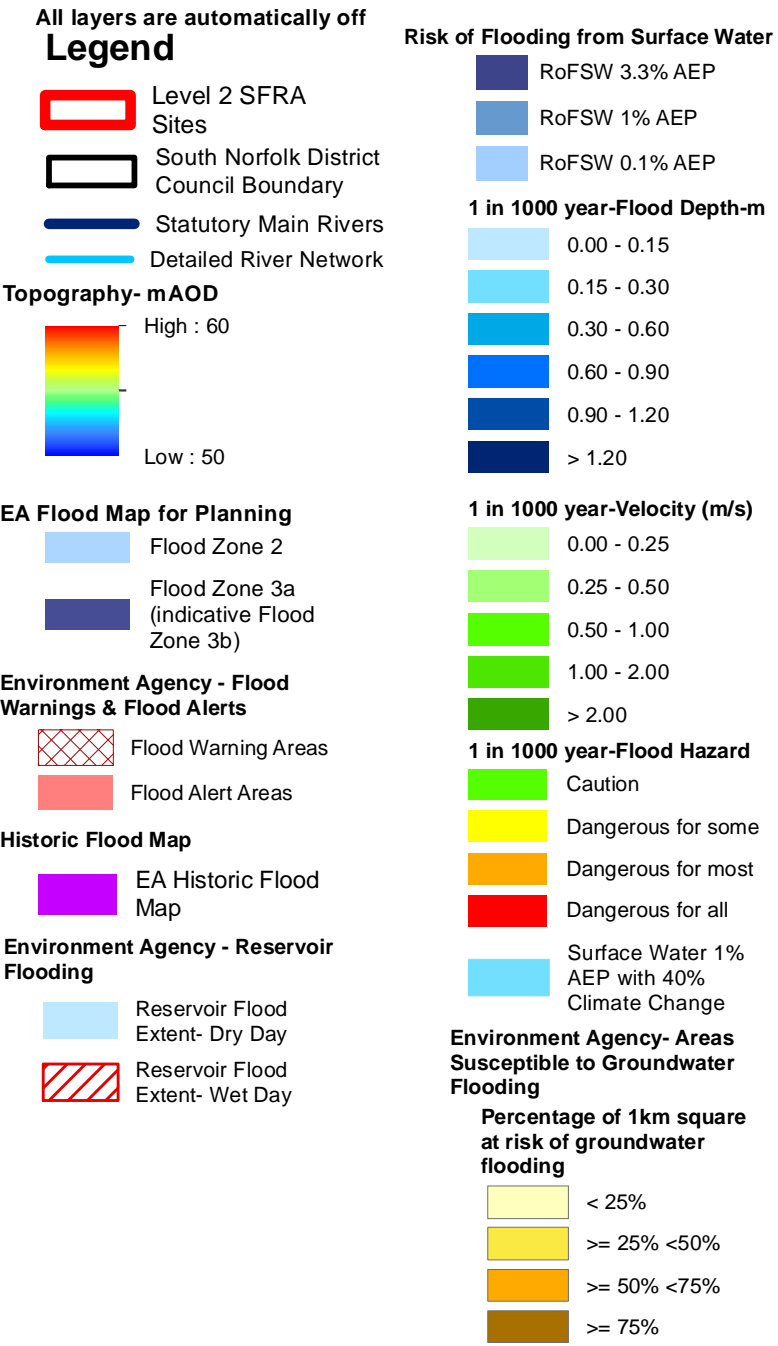 All layers are automatically off
Legend
Level 2 SFRA
Sites
South Norfolk District
Council Boundary
Statutory Main Rivers
Detailed River Network
Topography- mAOD
High : 60
Low : 50
EA Flood Map for Planning
Flood Zone 2
Flood Zone 3a
(indicative Flood
Zone 3b)
Environment Agency - Flood
Warnings & Flood Alerts
Flood Warning Areas
Flood Alert Areas
Historic Flood Map
EA Historic Flood
Map
Environment Agency - Reservoir
Flooding
Reservoir Flood
Extent- Dry Day
Reservoir Flood
Extent- Wet Day
Risk of Flooding from Surface Water
RoFSW 3.3% AEP
RoFSW 1% AEP
RoFSW 0.1% AEP
1 in 1000 year-Flood Depth-m
0.00 - 0.15
0.15 - 0.30
0.30 - 0.60
0.60 - 0.90
0.90 - 1.20
> 1.20
1 in 1000 year-Velocity (m/s)
0.00 - 0.25
0.25 - 0.50
0.50 - 1.00
1.00 - 2.00
> 2.00
1 in 1000 year-Flood Hazard
Caution
Dangerous for some
Dangerous for most
Dangerous for all
Surface Water 1%
AEP with 40%
Climate Change
Environment Agency- Areas
Susceptible to Groundwater
Flooding
Percentage of 1km square
at risk of groundwater
flooding
< 25%
>= 25% <50%
>= 50% <75%
>= 75%